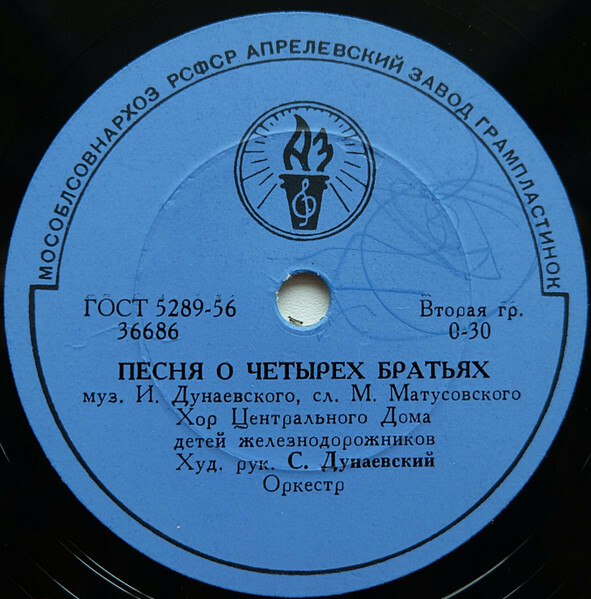 МОСОБЛСОВНАРХОЗ РСФСР АПРЕЛЕВСКИЙ ЗАВОД ГРАМПЛАСТИНОК
АЗ
ГОСТ 5289-56
36686
Вторая гр.
0-30
ПЕСНЯ О ЧЕТЫРЕХ БРАТЬЯХ
муз. И. Дунаевского, сл. М. Матусовского
Хор Центрального Дома
детей железнодорожников
Худ. рук. С. Дунаевский
Оркестр